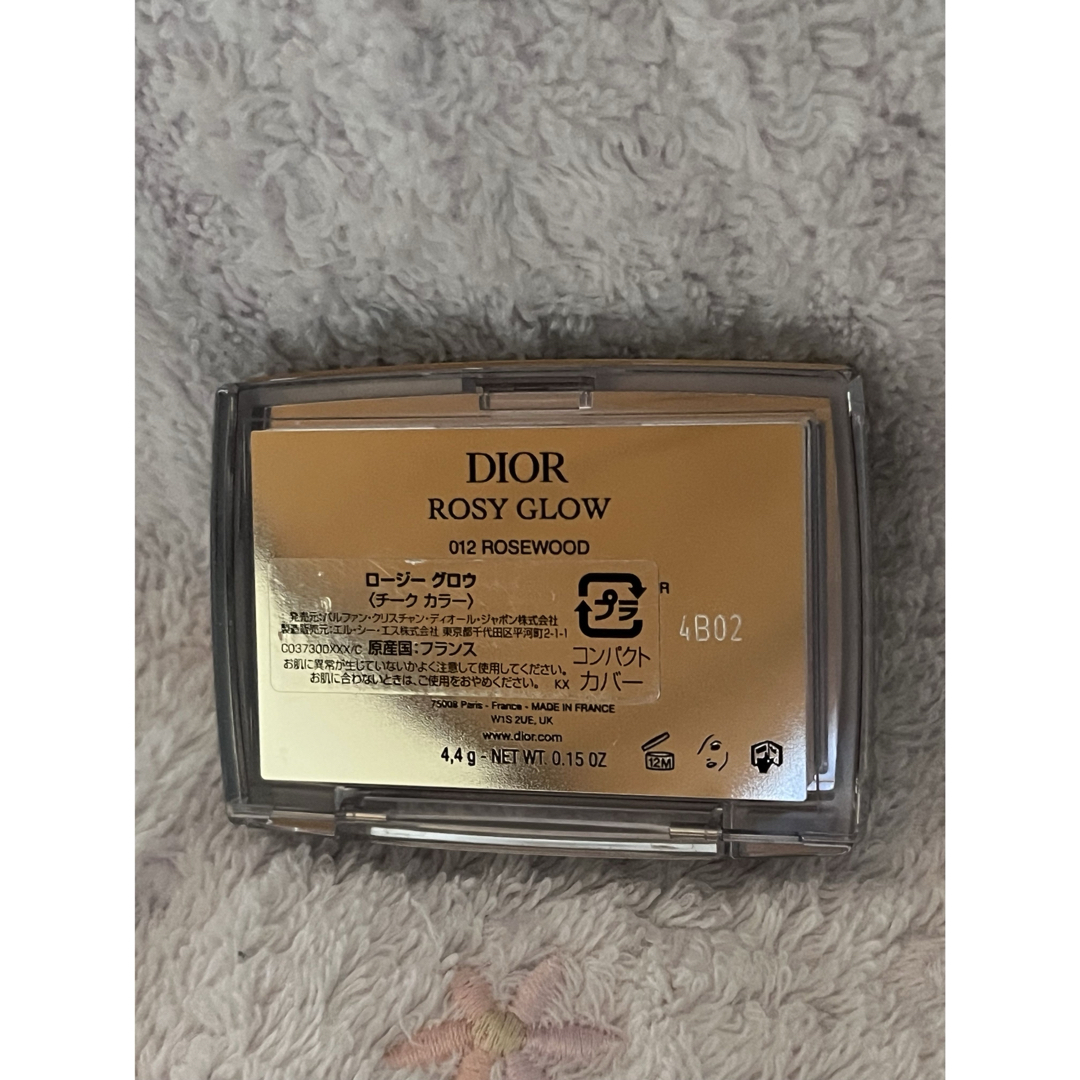 DIOR
ROSY GLOW
012 ROSEWOOD
ロージー グロウ
〈チーク カラー〉
発売元:パルファン・クリスチャン・ディオール・ジャポン株式会社
製造販売元:エル・シー・エス株式会社 東京都千代田区平河町2-1-1
C037300XXX/C 原産国:フランス
お肌に異常が生じていないかよく注意して使用してください。
お肌に合わないときは、ご使用をおやめください。 KX
プラ
コンパクト
カバー
R
4B02
75008 Paris - France - MADE IN FRANCE
W1S 2UE, UK
www.dior.com
4,4 g - NET WT. 0.15 OZ
12M